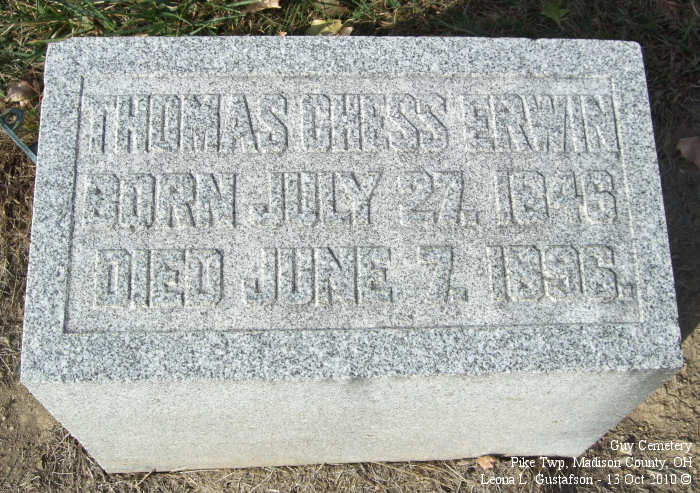 THOMAS CHESS ERWIN
BORN JULY 27, 1846
DIED JUNE 7, 1896.
Guy Cemetery
Pike Twp, Madison County, OH
Leona L. Gustafson - 13 Oct 2010 ©